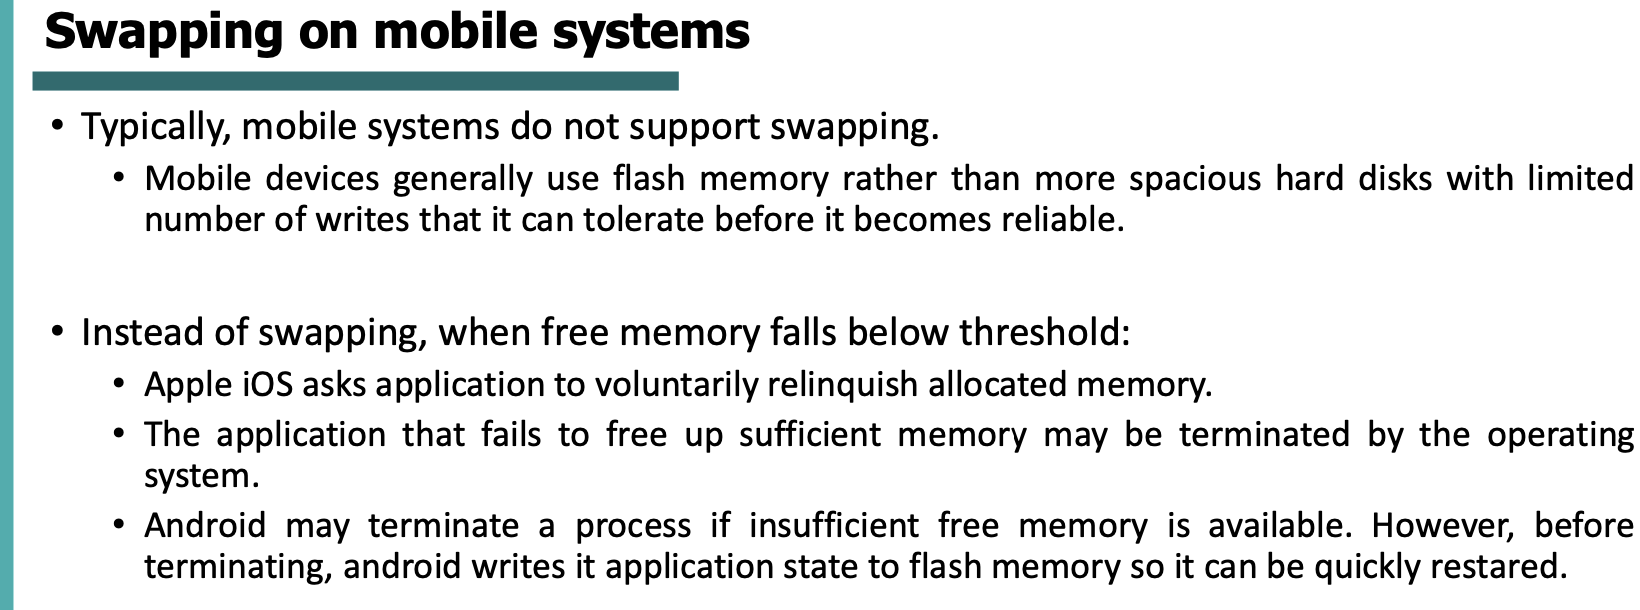 Swapping on mobile systems
• Typically, mobile systems do not support swapping.
• Mobile devices generally use flash memory rather than more spacious hard disks with limited
number of writes that it can tolerate before it becomes reliable.
• Instead of swapping, when free memory falls below threshold:
• Apple iOS asks application to voluntarily relinquish allocated memory.
• The application that fails to free up sufficient memory may be terminated by the operating
system.
• Android may terminate a process if insufficient free memory is available. However, before
terminating, android writes it application state to flash memory so it can be quickly restared.